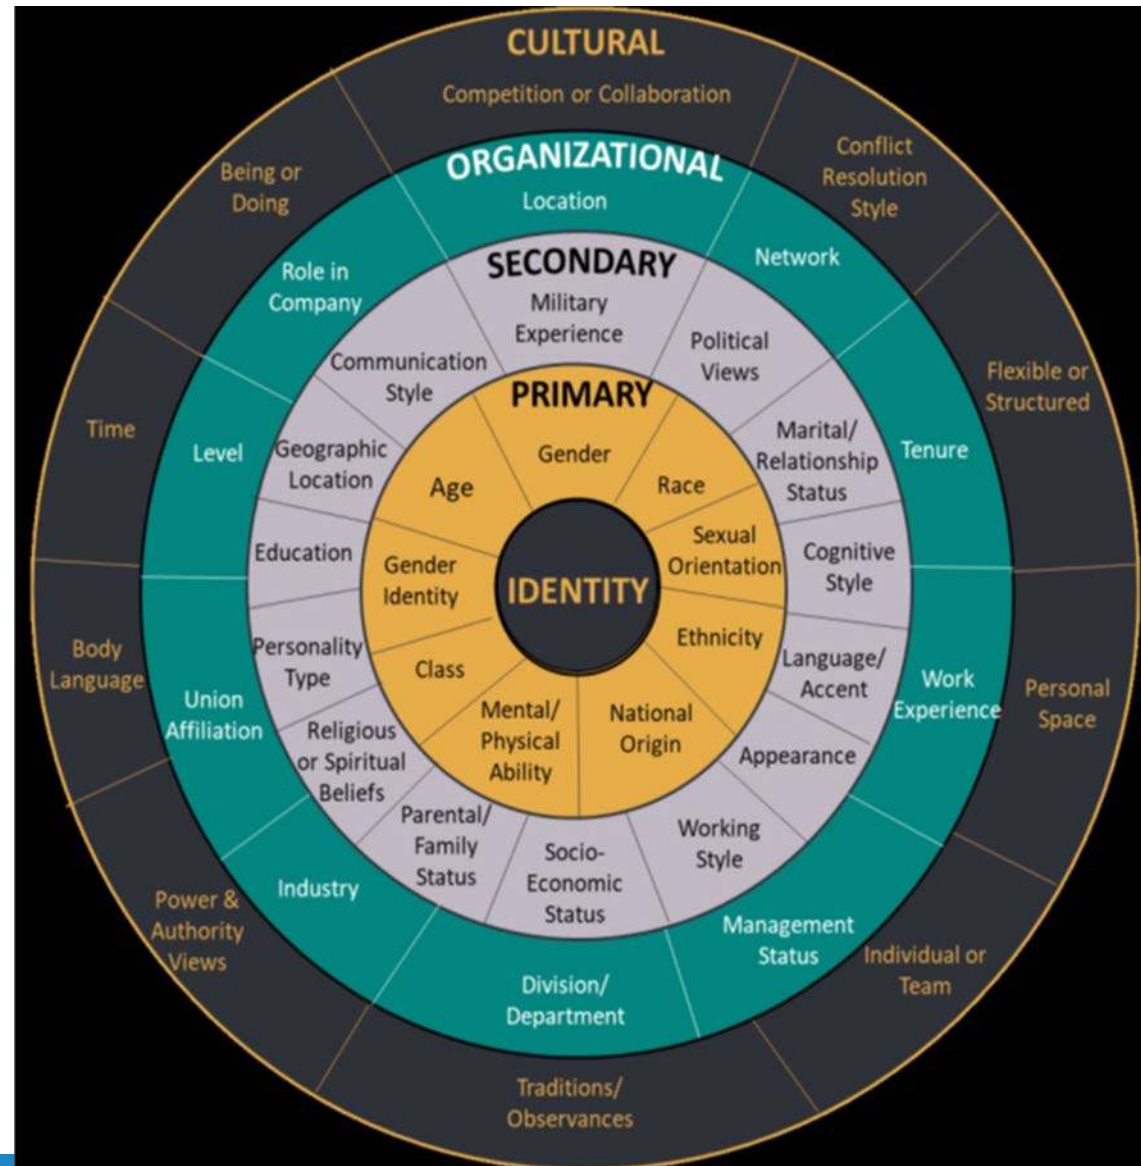 CULTURAL
Competition or Collaboration
Conflict
Resolution
Style
Flexible or
Structured
Personal
Space
Individual or
Team
Traditions/
Observances
Power &
Authority
Views
Body
Language
Time
Being or
Doing
ORGANIZATIONAL
Location
Network
Tenure
Work
Experience
Management
Status
Division/
Department
Industry
Union
Affiliation
Level
Role in
Company
SECONDARY
Military
Experience
Political
Views
Marital/
Relationship
Status
Cognitive
Style
Language/
Accent
Appearance
Working
Style
Socio-
Economic
Status
Parental/
Family
Status
Religious
or Spiritual
Beliefs
Personality
Type
Education
Geographic
Location
Communication
Style
PRIMARY
Gender
Race
Sexual
Orientation
Ethnicity
National
Origin
Mental/
Physical
Ability
Class
Gender
Identity
Age
IDENTITY